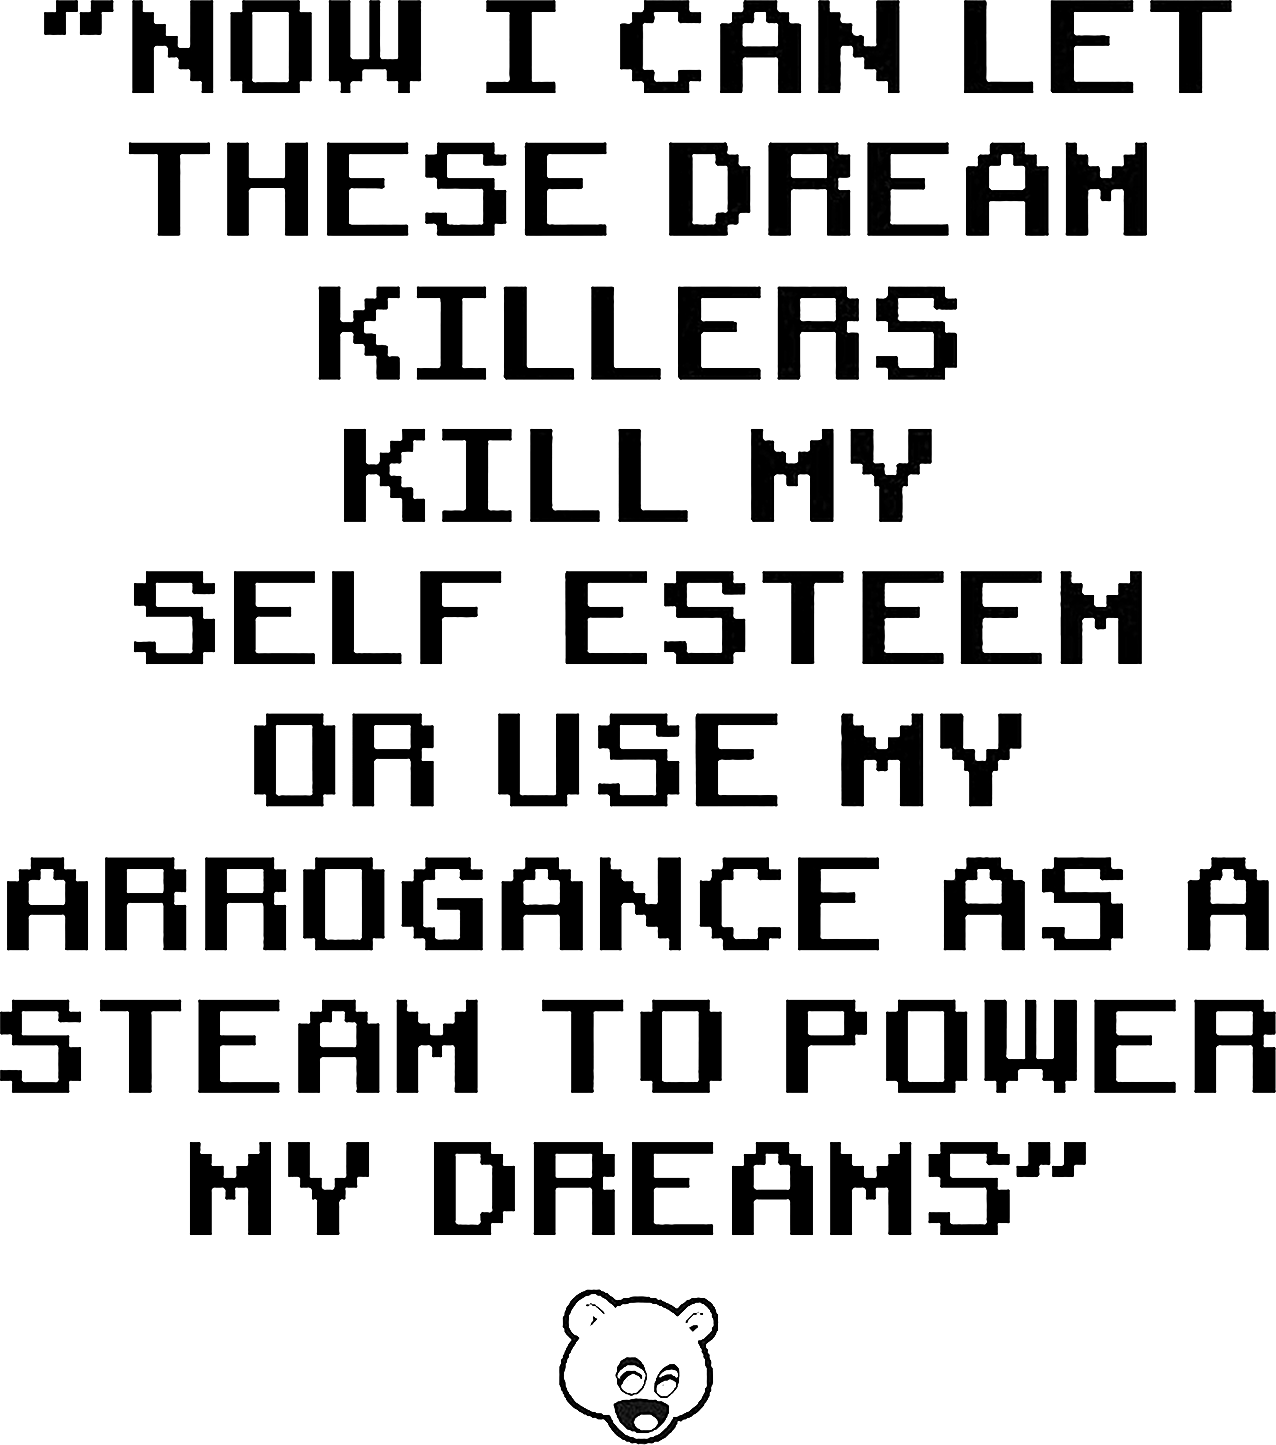 "NOW I CAN LET
THESE DREAM
KILLERS
KILL MY
SELF ESTEEM
OR USE MY
ARROGANCE AS A
STEAM TO POWER
MY DREAMS"